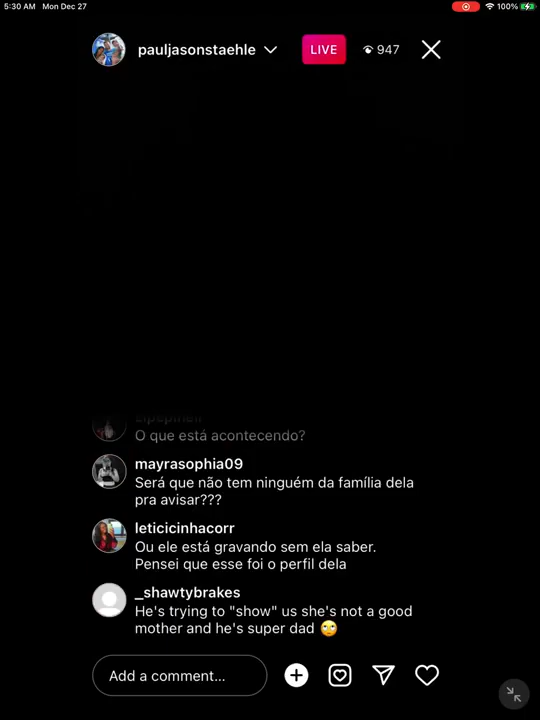 5:30 AM Mon Dec 27
100%
pauljasonstaehle
LIVE
947
O que está acontecendo?
mayrasophia09
Será que não tem ninguém da família dela
pra avisar???
leticicinhacorr
Ou ele está gravando sem ela saber.
Pensei que esse foi o perfil dela
_shawtybrakes
He's trying to "show" us she's not a good
mother and he's super dad 🙄
Add a comment...